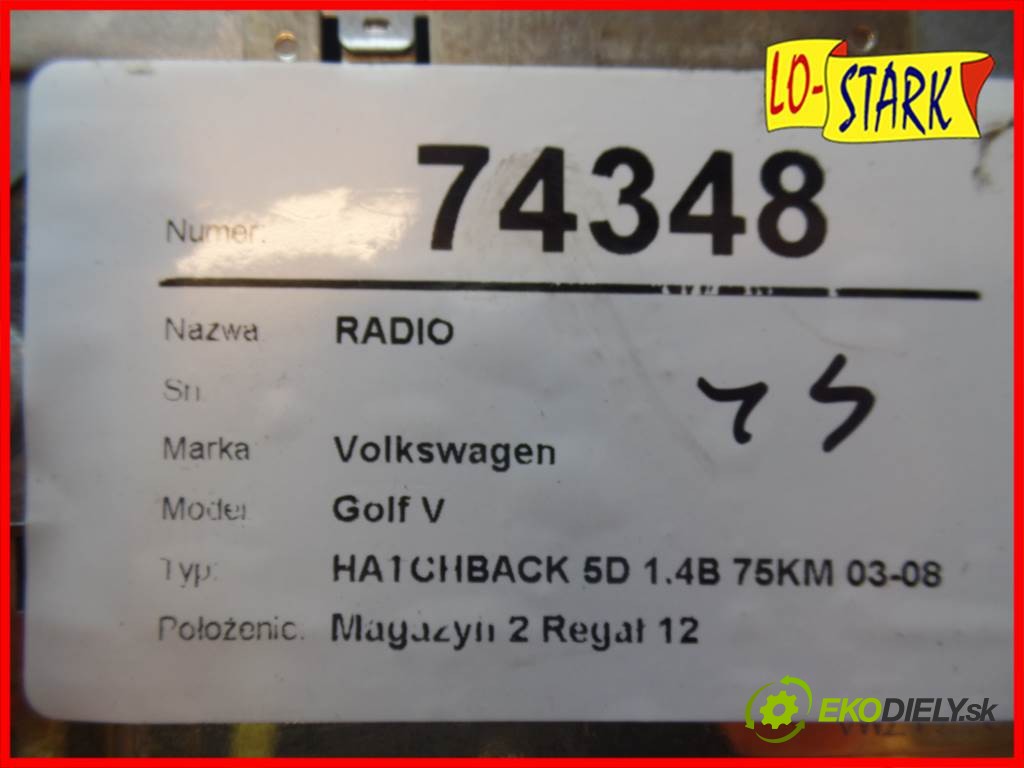 LO-STARK
Numer: 74348
Nazwa: RADIO
Sn
Marka Volkswagen
Model Golf V
Typ: HATCHBACK 5D 1.4B 75KM 03-08
Położenie: Magazyn 2 Regał 12
EKODIELY.sk